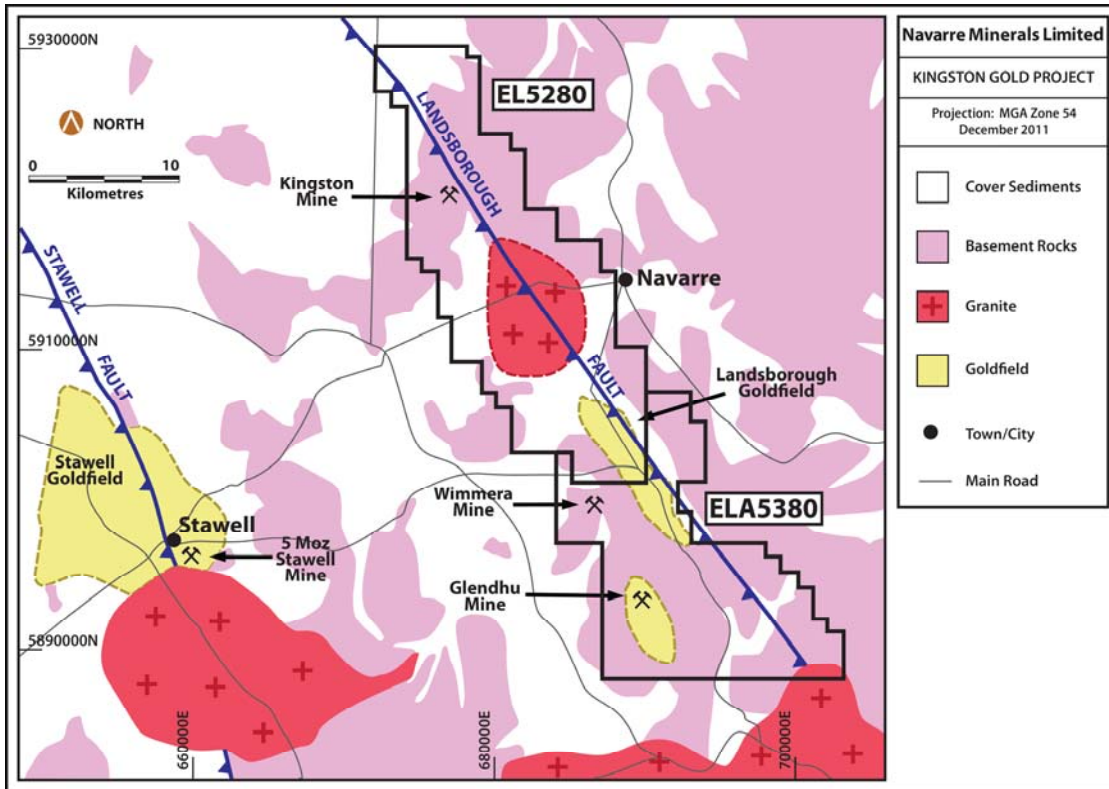 5930000N
NORTH
0 10
Kilometres
EL5280
LANDSBOROUGH
FAULT
Kingston
Mine
Navarre
STAWELL
FAULT
5910000N
Landsborough
Goldfield
Stawell
Goldfield
Wimmera
Mine
ELA5380
Stawell
5 Moz
Stawell
Mine
Glendhu
Mine
5890000N
660000E
680000E
700000E
Navarre Minerals Limited
KINGSTON GOLD PROJECT
Projection: MGA Zone 54
December 2011
Cover Sediments
Basement Rocks
Granite
Goldfield
Town/City
Main Road